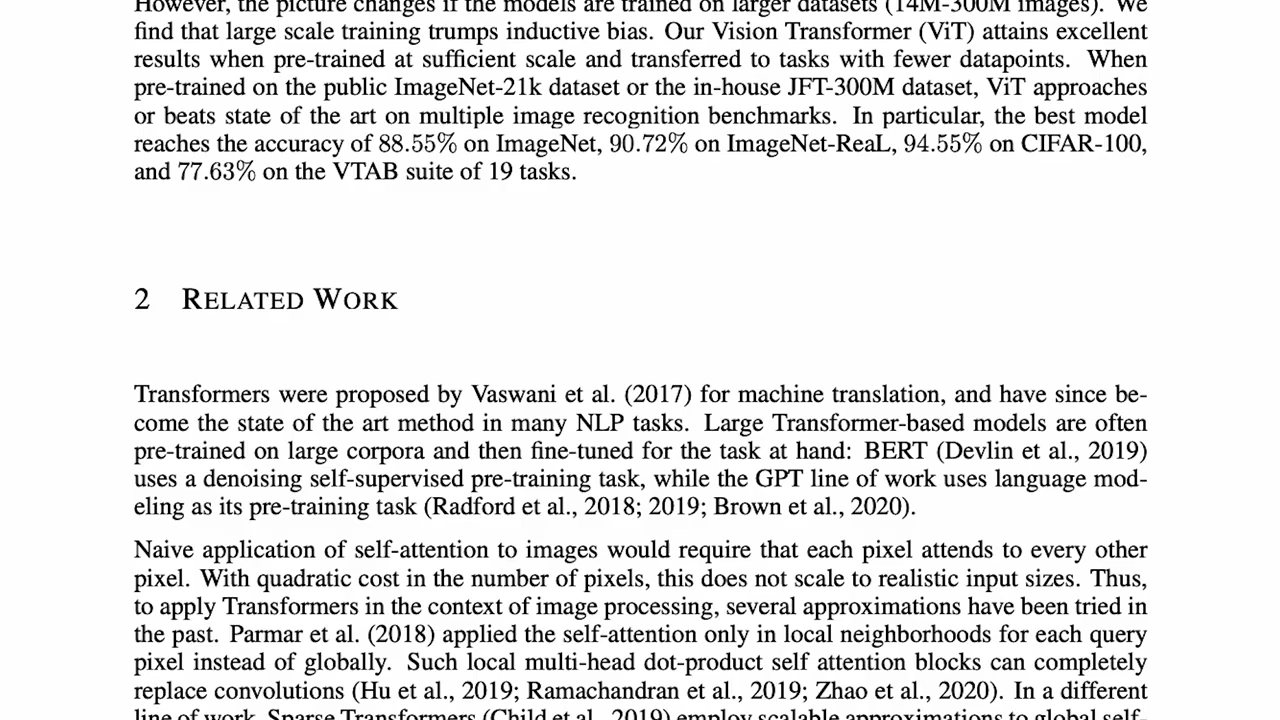 However, the picture changes if the models are trained on larger datasets (14M-300M images). We
find that large scale training trumps inductive bias. Our Vision Transformer (ViT) attains excellent
results when pre-trained at sufficient scale and transferred to tasks with fewer datapoints. When
pre-trained on the public ImageNet-21k dataset or the in-house JFT-300M dataset, ViT approaches
or beats state of the art on multiple image recognition benchmarks. In particular, the best model
reaches the accuracy of 88.55% on ImageNet, 90.72% on ImageNet-ReaL, 94.55% on CIFAR-100,
and 77.63% on the VTAB suite of 19 tasks.
2 RELATED WORK
Transformers were proposed by Vaswani et al. (2017) for machine translation, and have since be-
come the state of the art method in many NLP tasks. Large Transformer-based models are often
pre-trained on large corpora and then fine-tuned for the task at hand: BERT (Devlin et al., 2019)
uses a denoising self-supervised pre-training task, while the GPT line of work uses language mod-
eling as its pre-training task (Radford et al., 2018; 2019; Brown et al., 2020).
Naive application of self-attention to images would require that each pixel attends to every other
pixel. With quadratic cost in the number of pixels, this does not scale to realistic input sizes. Thus,
to apply Transformers in the context of image processing, several approximations have been tried in
the past. Parmar et al. (2018) applied the self-attention only in local neighborhoods for each query
pixel instead of globally. Such local multi-head dot-product self attention blocks can completely
replace convolutions (Hu et al., 2019; Ramachandran et al., 2019; Zhao et al., 2020). In a different
line of work, Sparse Transformers (Child et al., 2019) employ scalable approximations to global self-